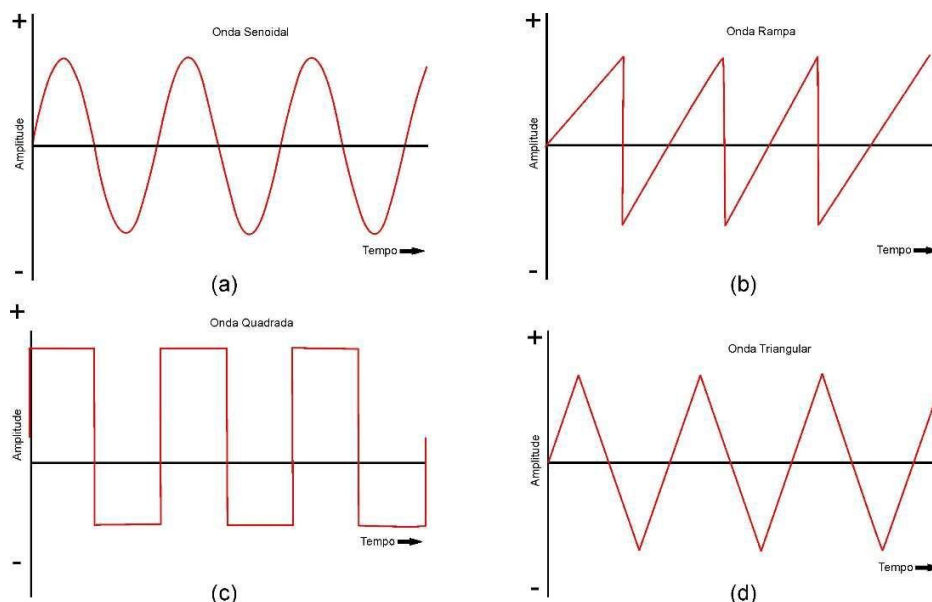 +
Onda Senoidal
Amplitude
Tempo
-
(a)
+
Onda Rampa
Amplitude
Tempo
-
(b)
+
Onda Quadrada
Amplitude
Tempo
-
(c)
+
Onda Triangular
Amplitude
Tempo
-
(d)